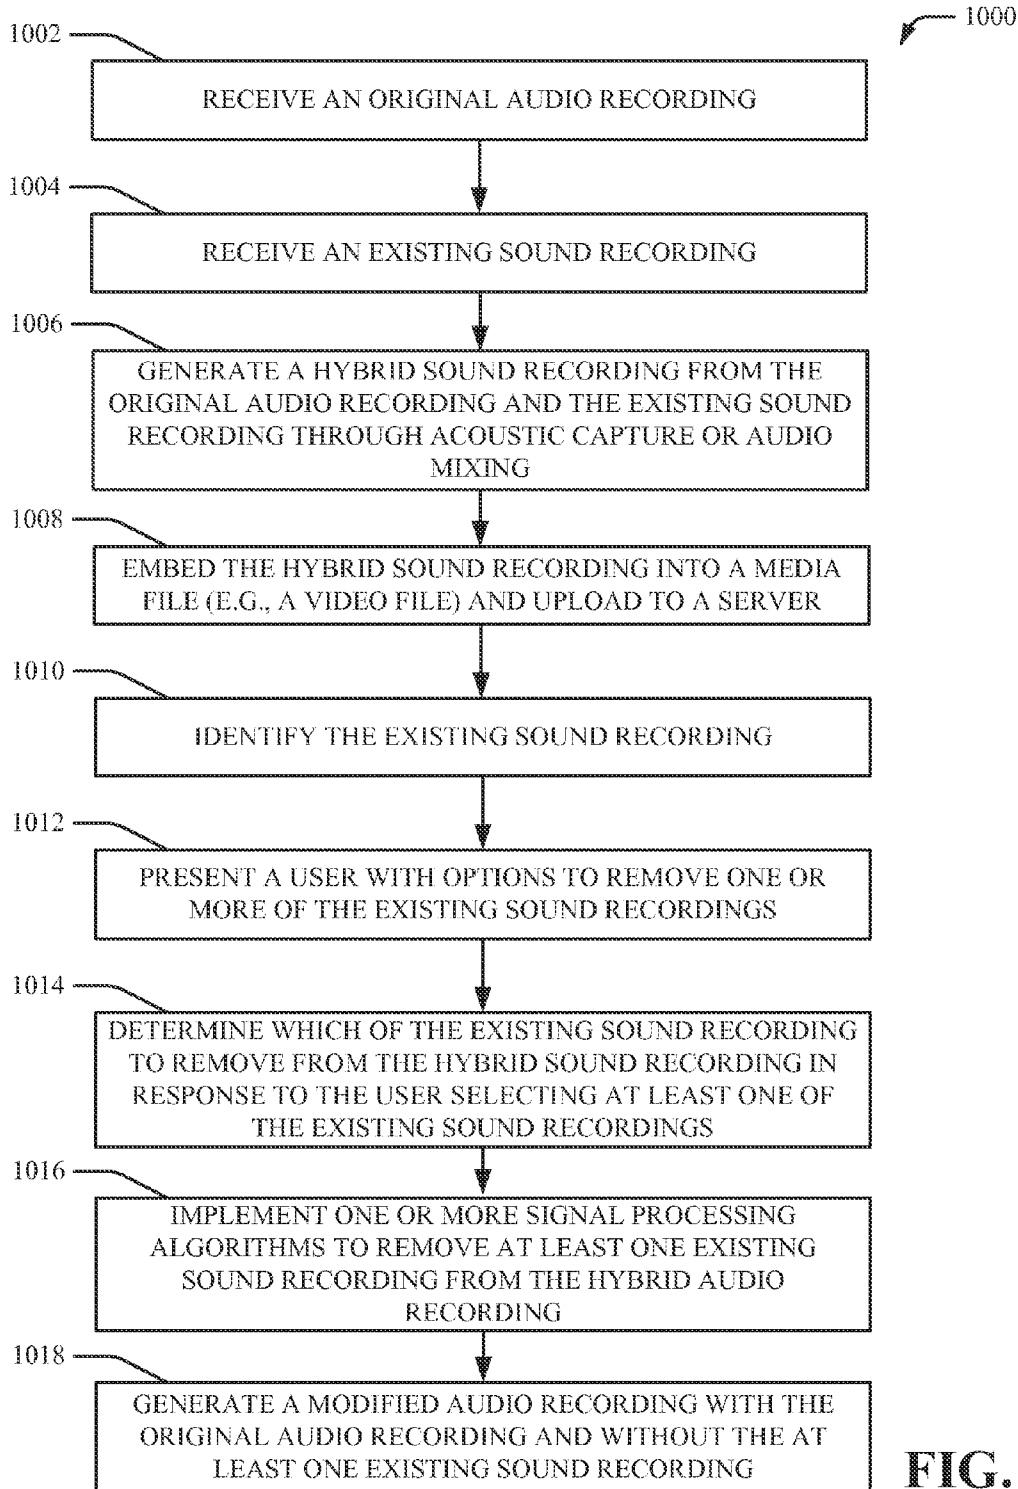 1000
1002
RECEIVE AN ORIGINAL AUDIO RECORDING
1004
RECEIVE AN EXISTING SOUND RECORDING
1006
GENERATE A HYBRID SOUND RECORDING FROM THE
ORIGINAL AUDIO RECORDING AND THE EXISTING SOUND
RECORDING THROUGH ACOUSTIC CAPTURE OR AUDIO
MIXING
1008
EMBED THE HYBRID SOUND RECORDING INTO A MEDIA
FILE (E.G., A VIDEO FILE) AND UPLOAD TO A SERVER
1010
IDENTIFY THE EXISTING SOUND RECORDING
1012
PRESENT A USER WITH OPTIONS TO REMOVE ONE OR
MORE OF THE EXISTING SOUND RECORDINGS
1014
DETERMINE WHICH OF THE EXISTING SOUND RECORDING
TO REMOVE FROM THE HYBRID SOUND RECORDING IN
RESPONSE TO THE USER SELECTING AT LEAST ONE OF
THE EXISTING SOUND RECORDINGS
1016
IMPLEMENT ONE OR MORE SIGNAL PROCESSING
ALGORITHMS TO REMOVE AT LEAST ONE EXISTING
SOUND RECORDING FROM THE HYBRID AUDIO
RECORDING
1018
GENERATE A MODIFIED AUDIO RECORDING WITH THE
ORIGINAL AUDIO RECORDING AND WITHOUT THE AT
LEAST ONE EXISTING SOUND RECORDING
FIG.